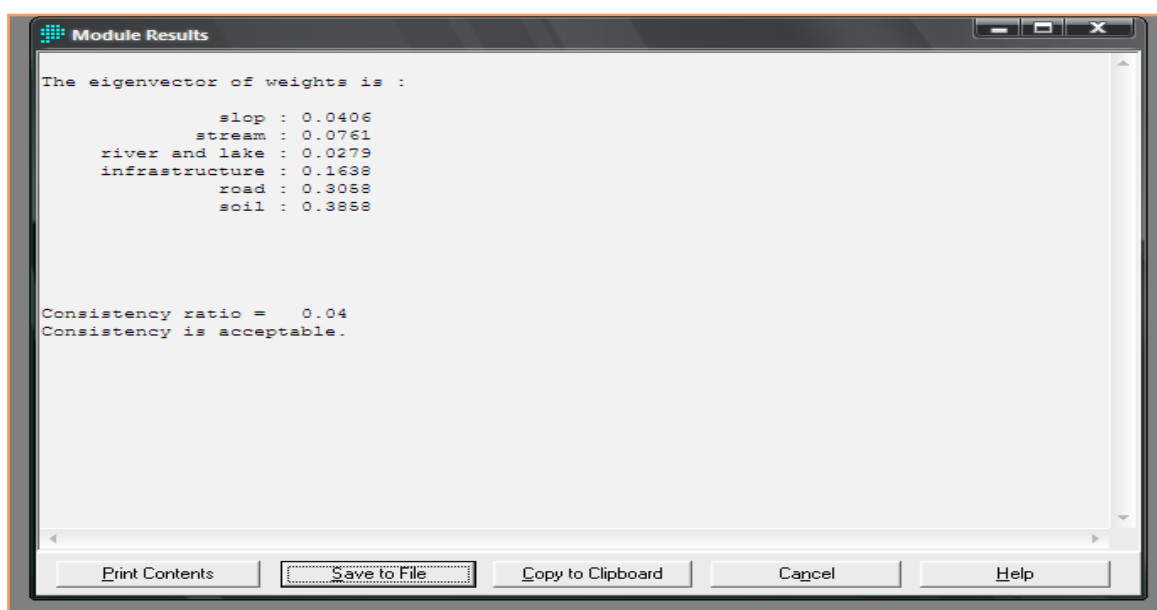 Module Results
The eigenvector of weights is :
slop : 0.0406
stream : 0.0761
river and lake : 0.0279
infrastructure : 0.1638
road : 0.3058
soil : 0.3858
Consistency ratio = 0.04
Consistency is acceptable.
Print Contents Save to File Copy to Clipboard Cancel Help